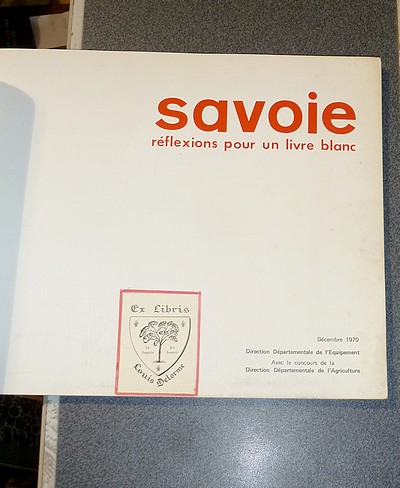 savoie
réflexions pour un livre blanc
Ex Libris
Louis Delorme
Décembre 1970
Direction Départementale de l'Equipement
Avec le concours de la
Direction Départementale de l'Agriculture